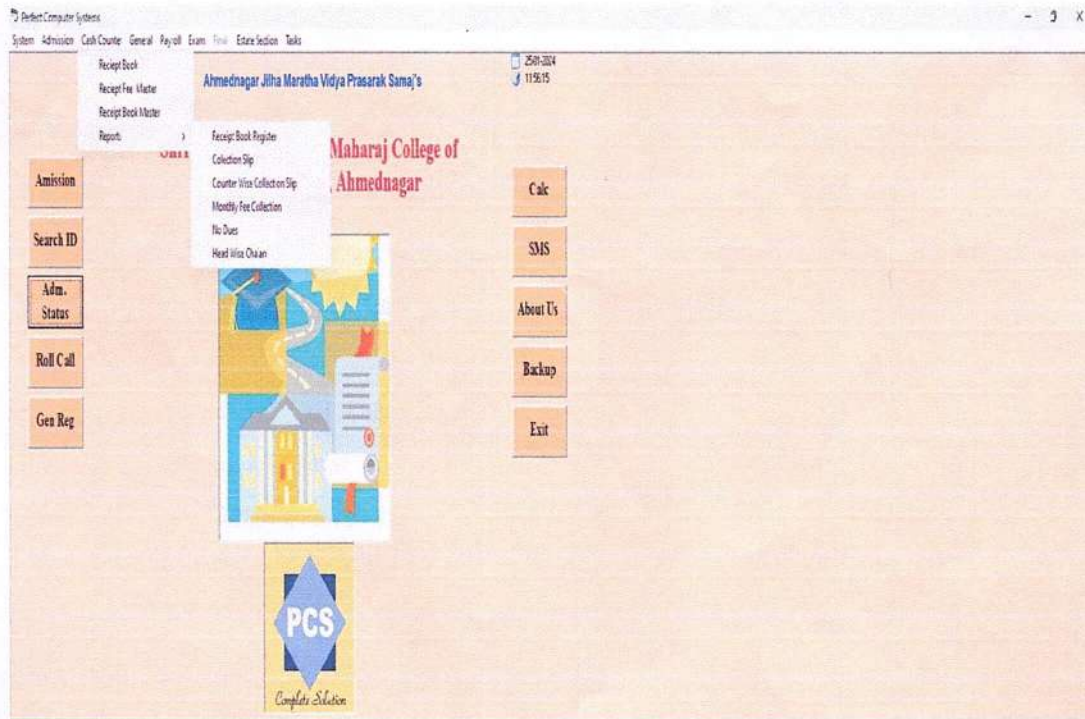 Perfect Computer Systems
System Admission Cash Counter General Payroll Exam Final Estate Section Tasks
Reciept Book
Reciept Fee Master
Receipt Book Master
Reports >
Receipt Book Register
Colection Slip
Counter Wise Collection Slip
Monthly Fee Collection
No Dues
Head Wise Chalan
Ahmednagar Jilha Maratha Vidya Prasarak Samaj's
25-01-2024
11:56:15
Maharaj College of
, Ahmednagar
Amission
Search ID
Adm.
Status
Roll Call
Gen Reg
Calc
SMS
About Us
Backup
Exit
PCS
Complete Solution